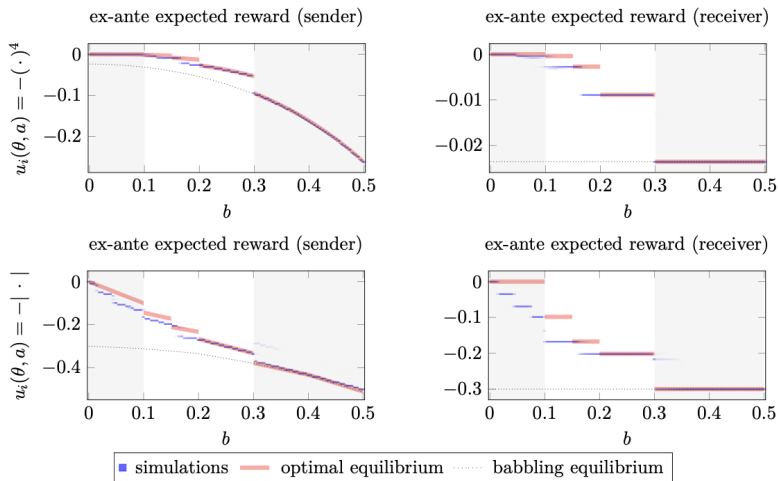 ex-ante expected reward (sender)
ex-ante expected reward (receiver)
u_i(θ, a) = −( · )^4
0
−0.1
−0.2
0 0.1 0.2 0.3 0.4 0.5
b
0
−0.01
−0.02
0 0.1 0.2 0.3 0.4 0.5
b
ex-ante expected reward (sender)
ex-ante expected reward (receiver)
u_i(θ, a) = −| · |
0
−0.2
−0.4
0 0.1 0.2 0.3 0.4 0.5
b
0
−0.1
−0.2
−0.3
0 0.1 0.2 0.3 0.4 0.5
b
simulations optimal equilibrium babbling equilibrium